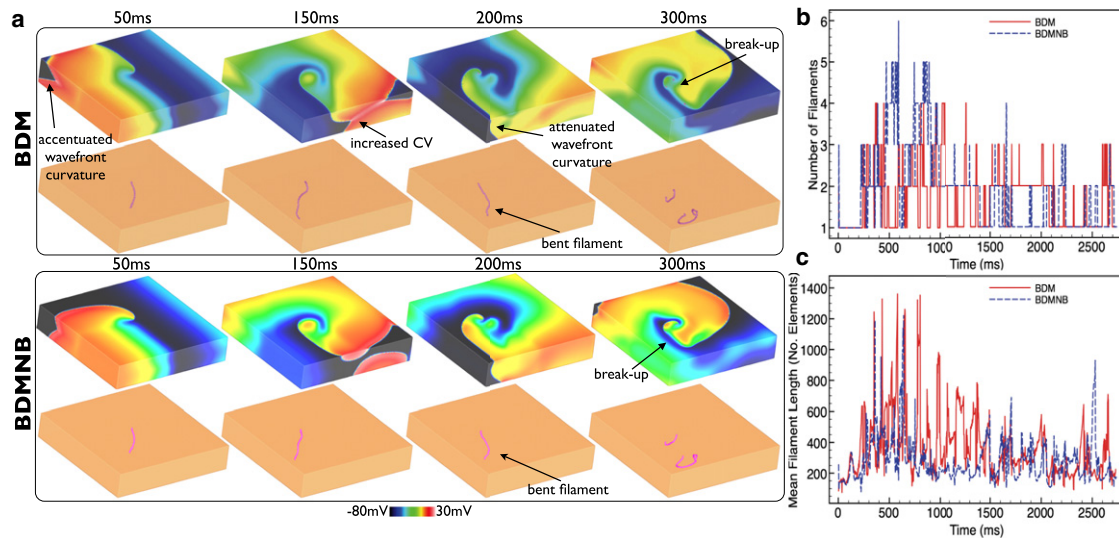 a
50ms 150ms 200ms 300ms
BDM
accentuated
wavefront
curvature
increased CV
attenuated
wavefront
curvature
break-up
bent filament
50ms 150ms 200ms 300ms
BDMNB
break-up
bent filament
-80mV 30mV
b
BDM
BDMNB
Number of Filaments
6
5
4
3
2
1
0 500 1000 1500 2000 2500
Time (ms)
c
BDM
BDMNB
Mean Filament Length (No. Elements)
1400
1200
1000
800
600
400
200
0 500 1000 1500 2000 2500
Time (ms)